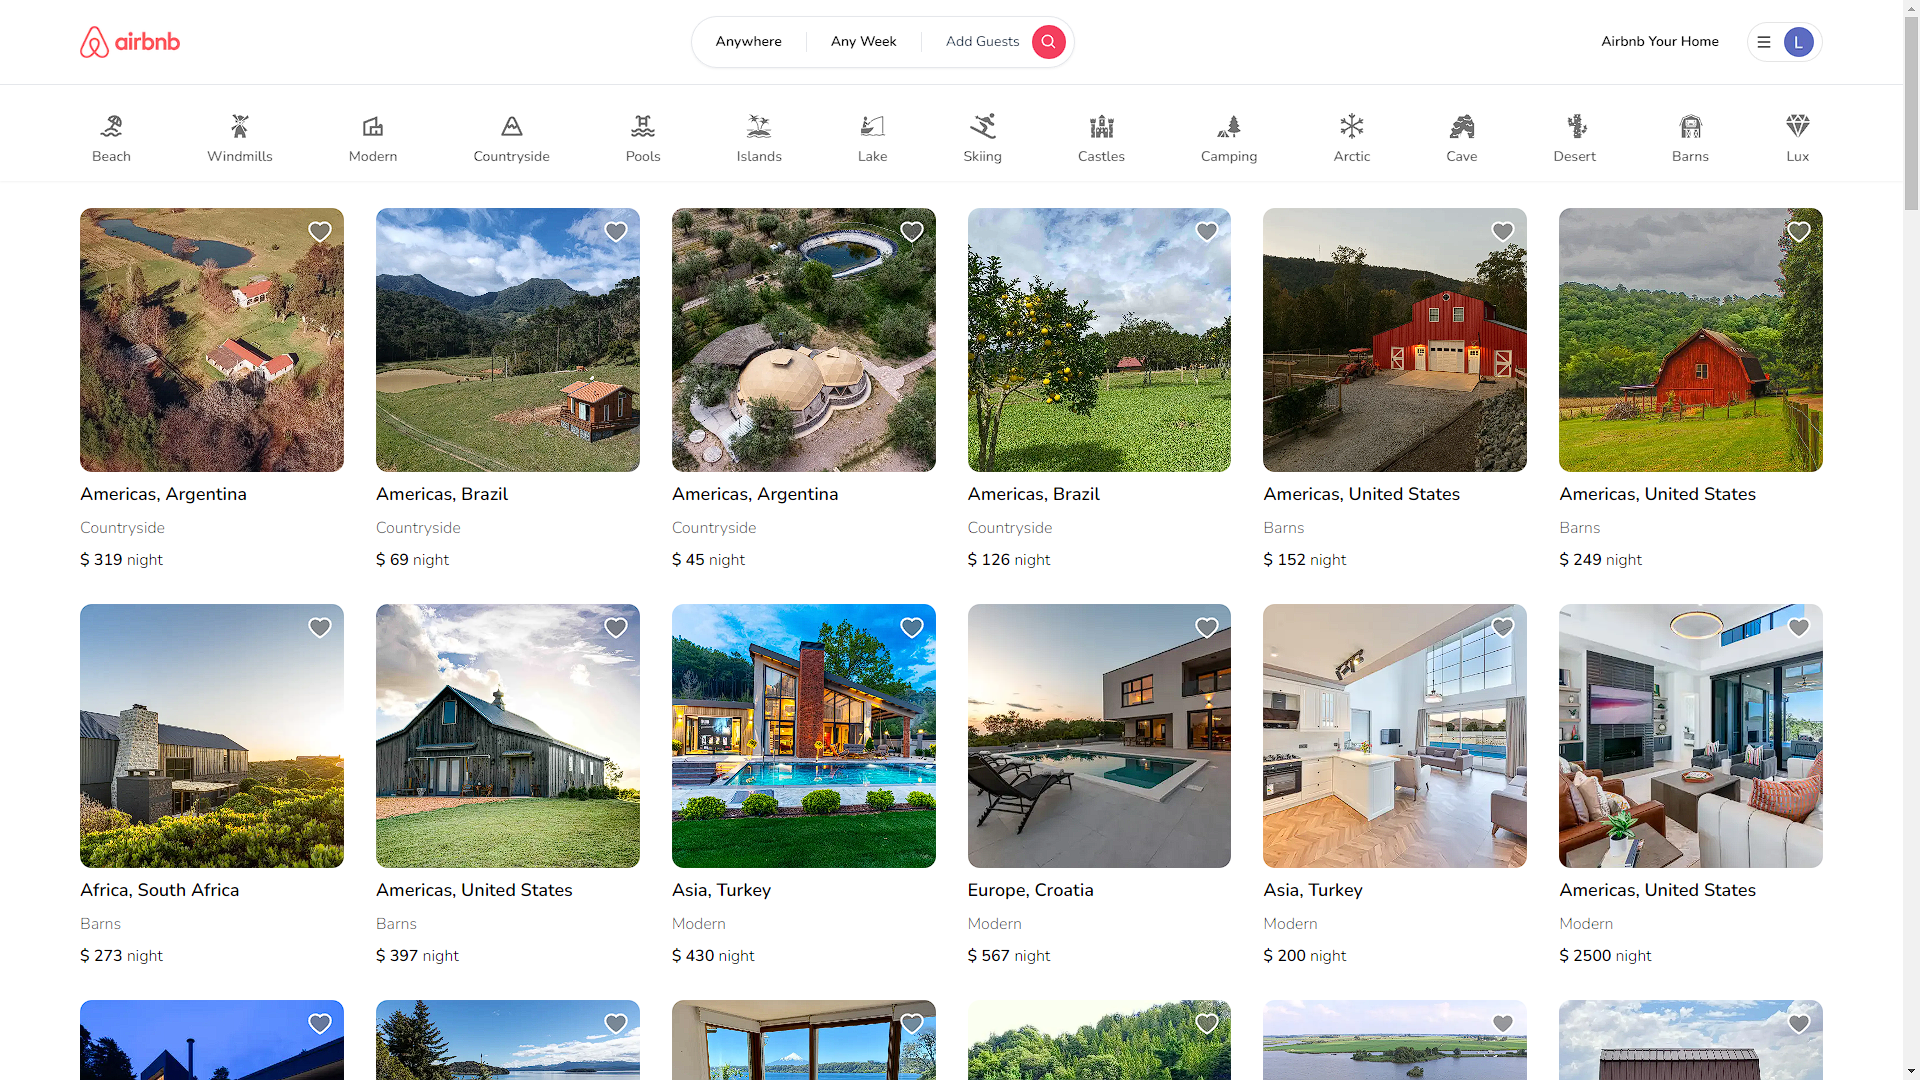 airbnb
Anywhere
Any Week
Add Guests
Airbnb Your Home
L
Beach
Windmills
Modern
Countryside
Pools
Islands
Lake
Skiing
Castles
Camping
Arctic
Cave
Desert
Barns
Lux
Americas, Argentina
Countryside
$ 319 night
Americas, Brazil
Countryside
$ 69 night
Americas, Argentina
Countryside
$ 45 night
Americas, Brazil
Countryside
$ 126 night
Americas, United States
Barns
$ 152 night
Americas, United States
Barns
$ 249 night
Africa, South Africa
Barns
$ 273 night
Americas, United States
Barns
$ 397 night
Asia, Turkey
Modern
$ 430 night
Europe, Croatia
Modern
$ 567 night
Asia, Turkey
Modern
$ 200 night
Americas, United States
Modern
$ 2500 night